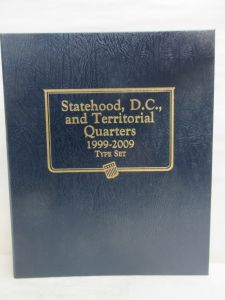 Statehood, D.C.,
and Territorial
Quarters
1999-2009
Type Set